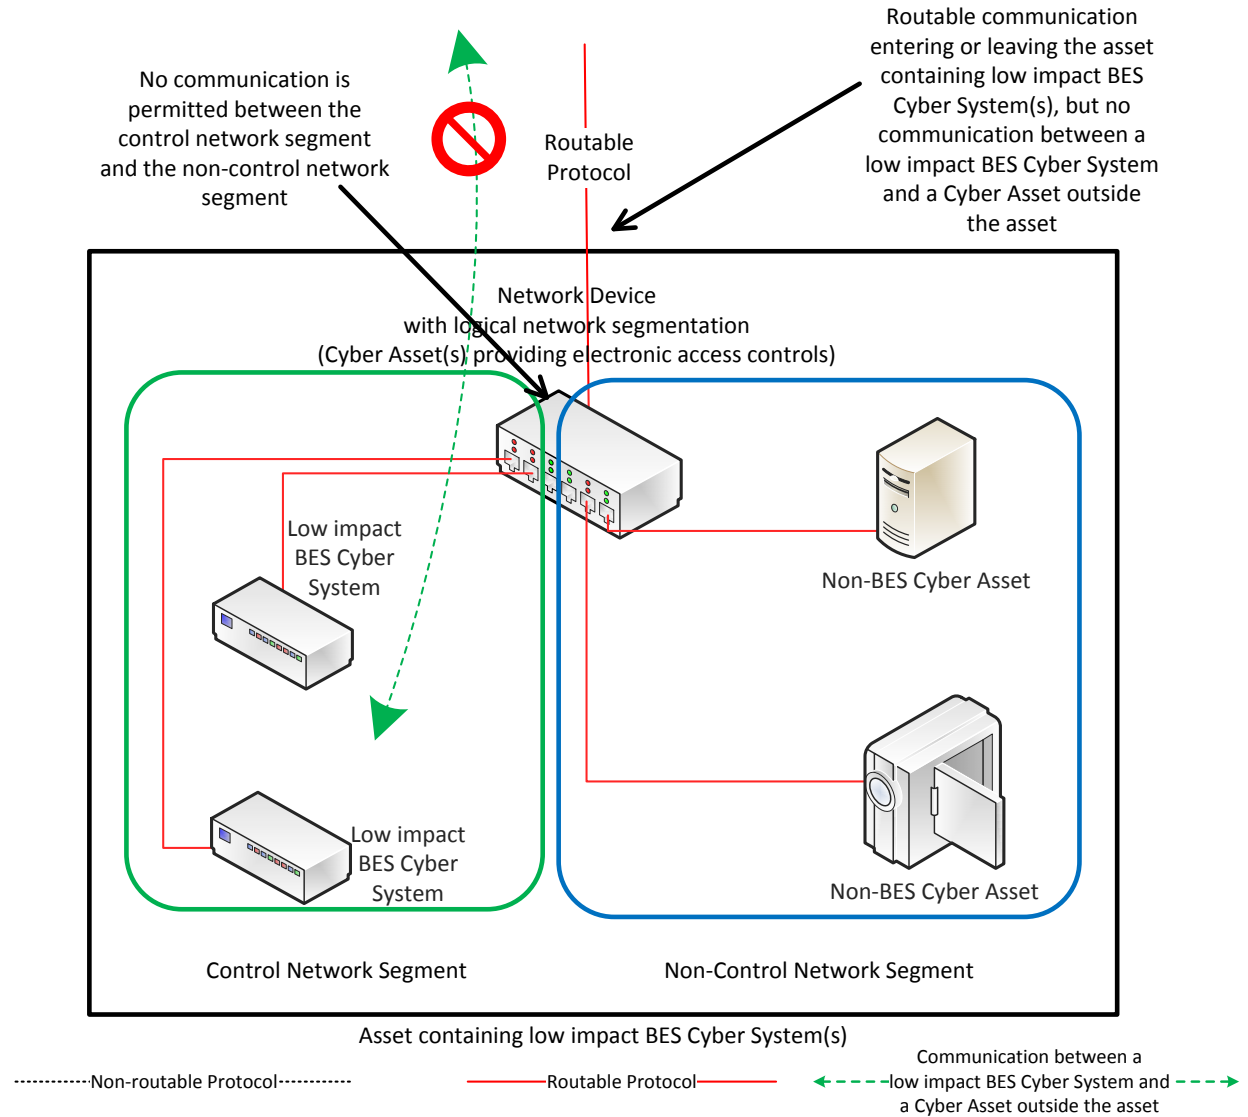 No communication is
permitted between the
control network segment
and the non-control network
segment
Routable
Protocol
Routable communication
entering or leaving the asset
containing low impact BES
Cyber System(s), but no
communication between a
low impact BES Cyber System
and a Cyber Asset outside
the asset
Network Device
with logical network segmentation
(Cyber Asset(s) providing electronic access controls)
Low impact
BES Cyber
System
Non-BES Cyber Asset
Low impact
BES Cyber
System
Non-BES Cyber Asset
Control Network Segment
Non-Control Network Segment
Asset containing low impact BES Cyber System(s)
Non-routable Protocol
Routable Protocol
Communication between a
low impact BES Cyber System and
a Cyber Asset outside the asset